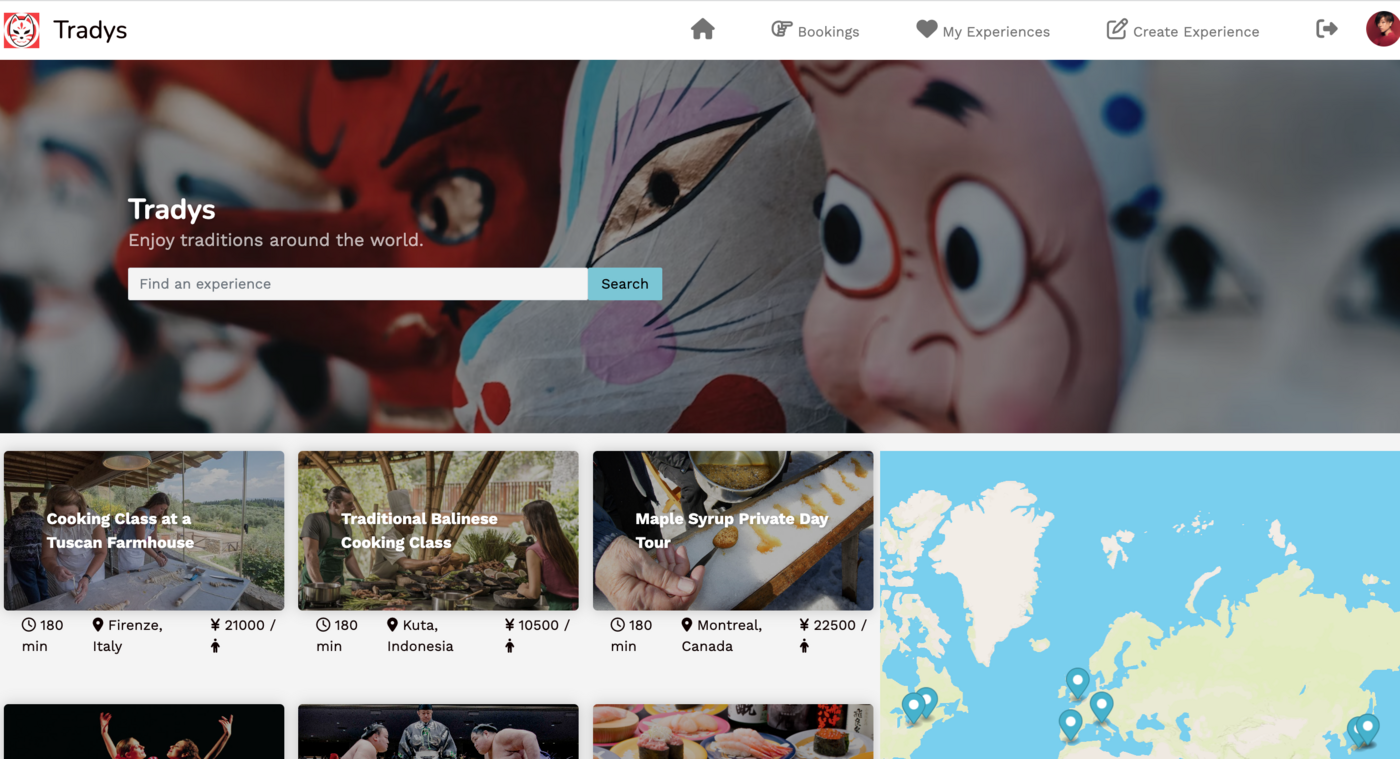 Tradys
Bookings
My Experiences
Create Experience
Tradys
Enjoy traditions around the world.
Find an experience
Search
Cooking Class at a
Tuscan Farmhouse
Traditional Balinese
Cooking Class
Maple Syrup Private Day
Tour
180
min
Firenze,
Italy
¥ 21000 /
180
min
Kuta,
Indonesia
¥ 10500 /
180
min
Montreal,
Canada
¥ 22500 /